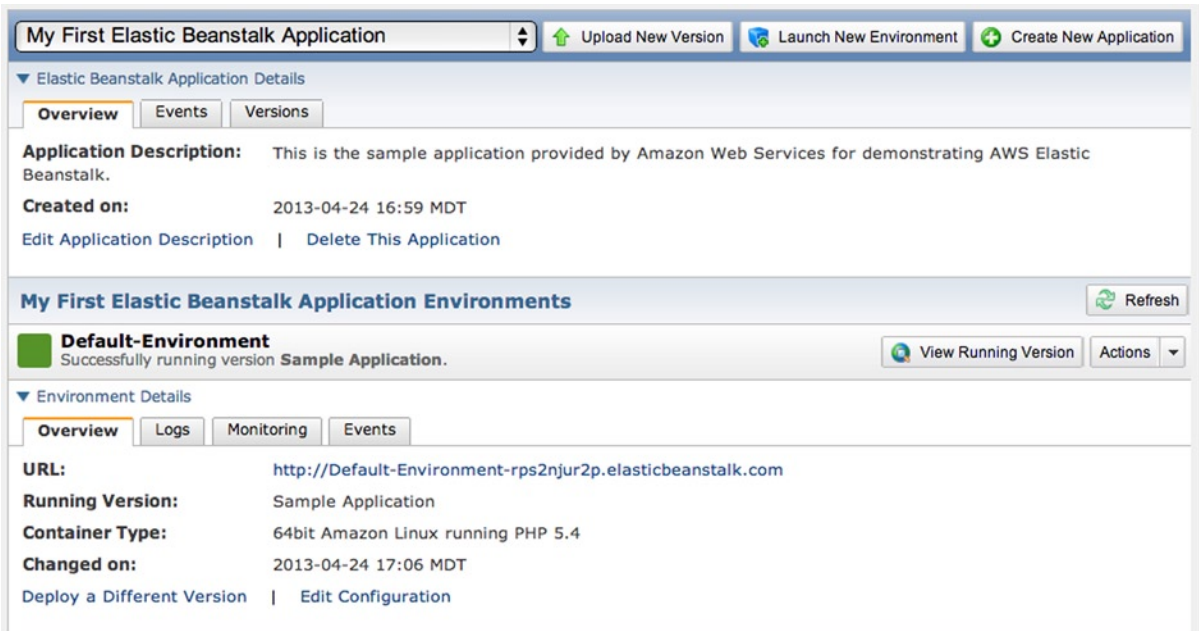 My First Elastic Beanstalk Application Upload New Version Launch New Environment Create New Application
Elastic Beanstalk Application Details
Overview Events Versions
Application Description: This is the sample application provided by Amazon Web Services for demonstrating AWS Elastic
Beanstalk.
Created on: 2013-04-24 16:59 MDT
Edit Application Description | Delete This Application
My First Elastic Beanstalk Application Environments Refresh
Default-Environment
Successfully running version Sample Application. View Running Version Actions
Environment Details
Overview Logs Monitoring Events
URL: http://Default-Environment-rps2njur2p.elasticbeanstalk.com
Running Version: Sample Application
Container Type: 64bit Amazon Linux running PHP 5.4
Changed on: 2013-04-24 17:06 MDT
Deploy a Different Version | Edit Configuration